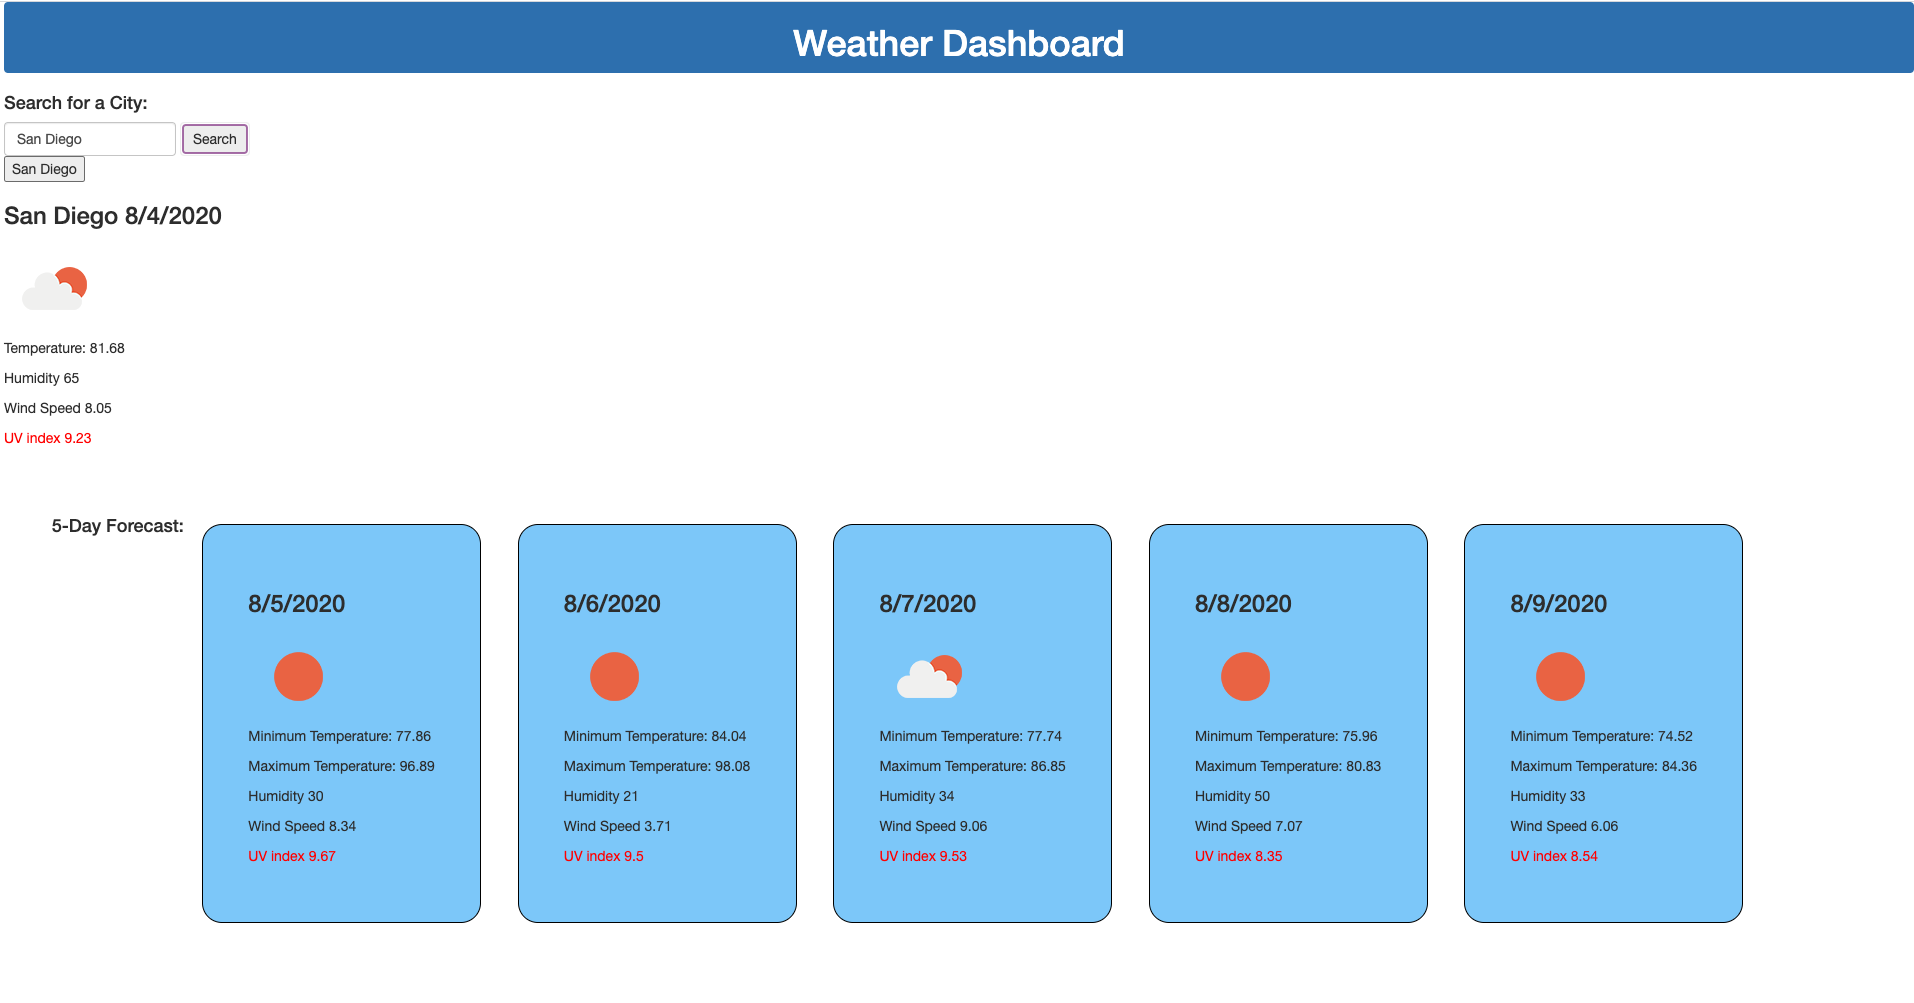 Weather Dashboard
Search for a City:
San Diego
Search
San Diego
San Diego 8/4/2020
Temperature: 81.68
Humidity 65
Wind Speed 8.05
UV index 9.23
5-Day Forecast:
8/5/2020
Minimum Temperature: 77.86
Maximum Temperature: 96.89
Humidity 30
Wind Speed 8.34
UV index 9.67
8/6/2020
Minimum Temperature: 84.04
Maximum Temperature: 98.08
Humidity 21
Wind Speed 3.71
UV index 9.5
8/7/2020
Minimum Temperature: 77.74
Maximum Temperature: 86.85
Humidity 34
Wind Speed 9.06
UV index 9.53
8/8/2020
Minimum Temperature: 75.96
Maximum Temperature: 80.83
Humidity 50
Wind Speed 7.07
UV index 8.35
8/9/2020
Minimum Temperature: 74.52
Maximum Temperature: 84.36
Humidity 33
Wind Speed 6.06
UV index 8.54